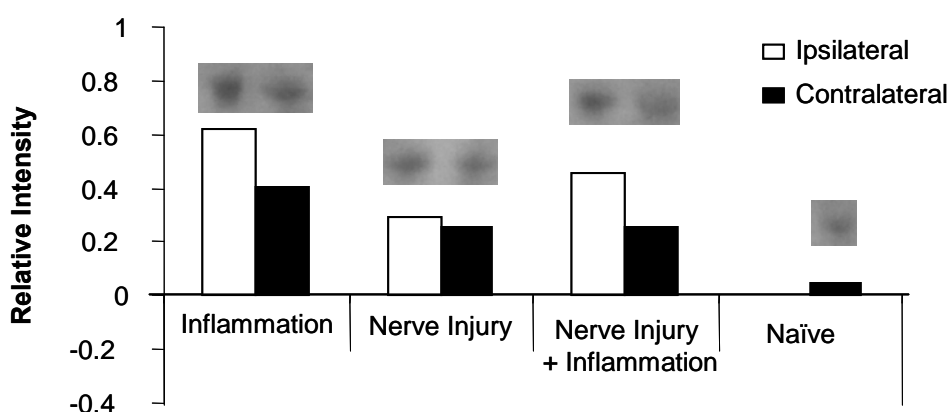 Relative Intensity
1
0.8
0.6
0.4
0.2
0
-0.2
-0.4
Ipsilateral
Contralateral
Inflammation
Nerve Injury
Nerve Injury
+ Inflammation
Naïve